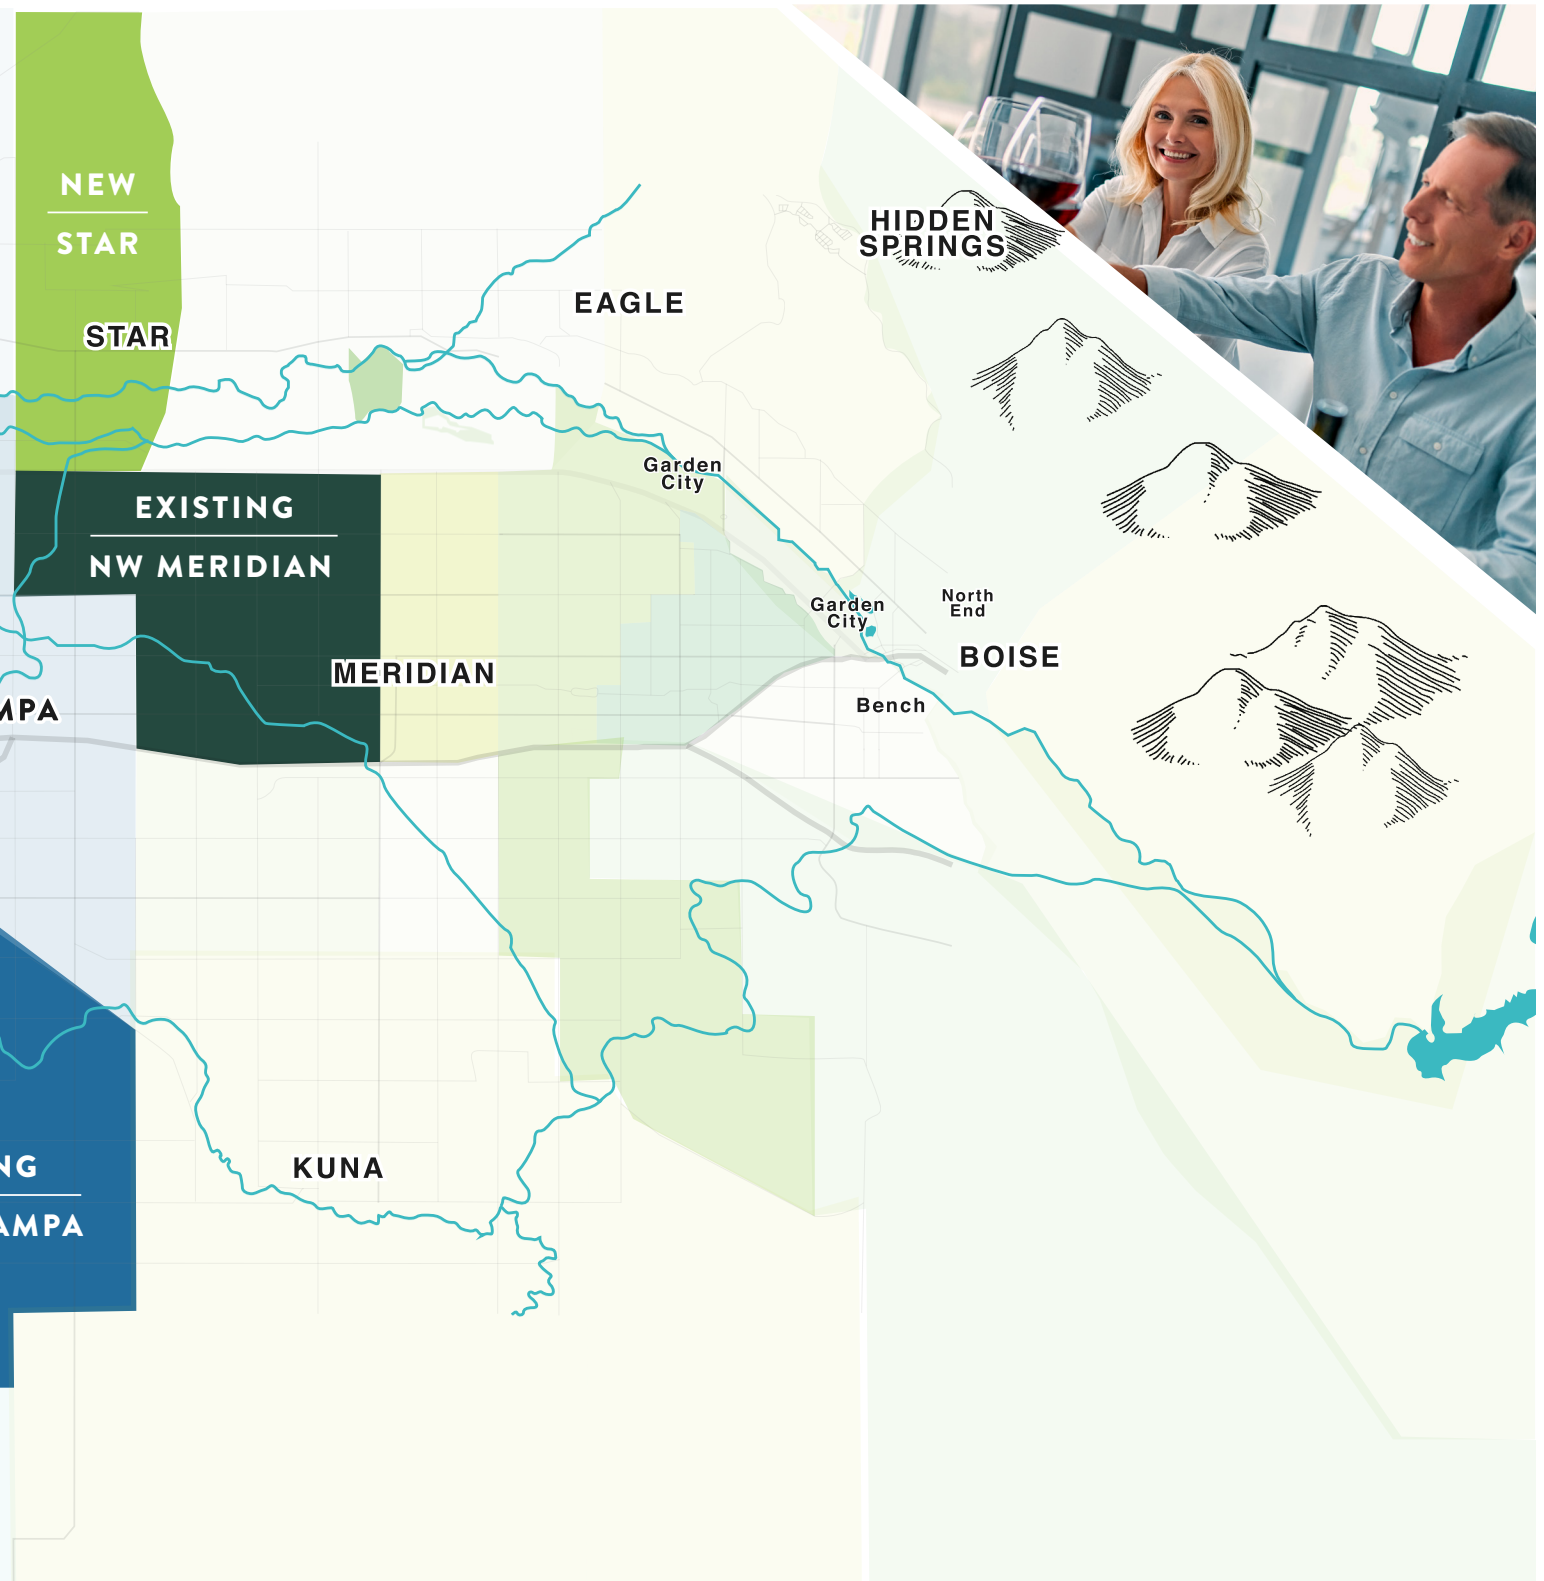 NEW
STAR
HIDDEN
SPRINGS
EAGLE
STAR
Garden
City
EXISTING
NW MERIDIAN
North
End
Garden
City
BOISE
MERIDIAN
Bench
MPA
KUNA
NG
AMPA